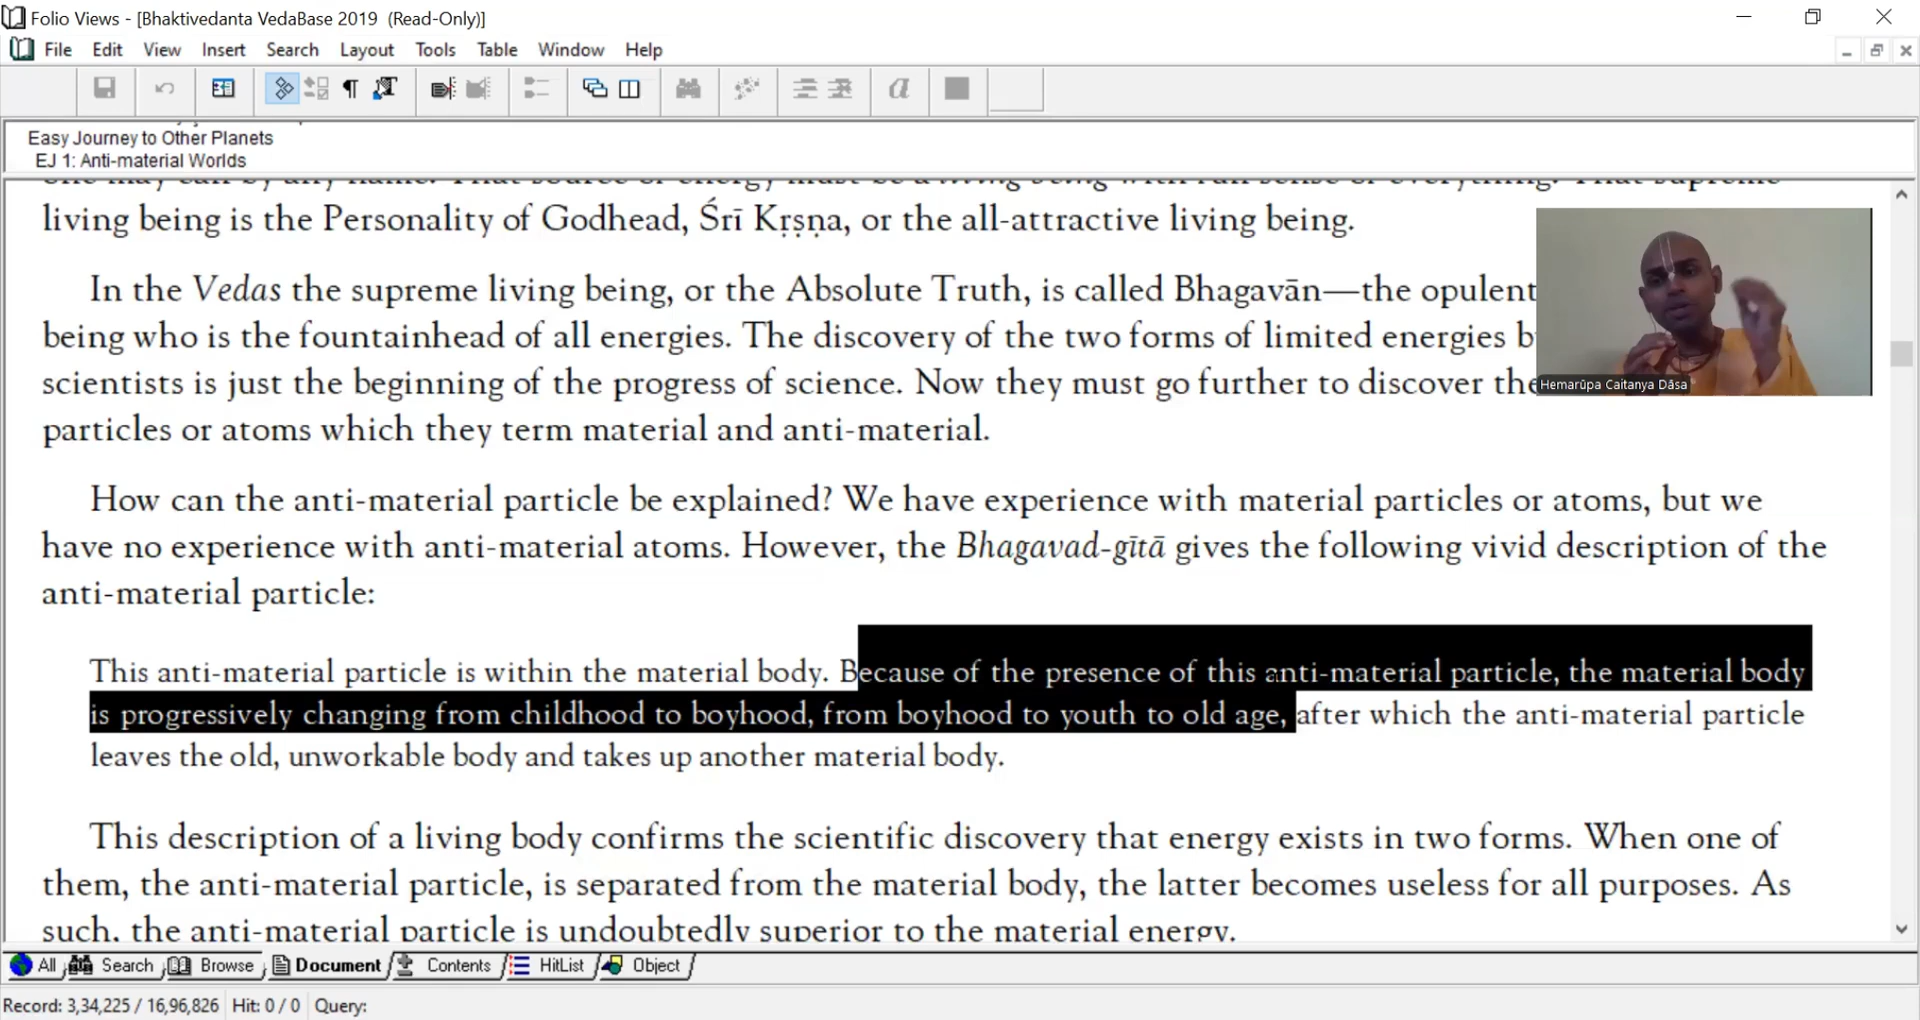 Folio Views - [Bhaktivedanta VedaBase 2019 (Read-Only)]
File Edit View Insert Search Layout Tools Table Window Help
Easy Journey to Other Planets
EJ 1: Anti-material Worlds
living being is the Personality of Godhead, Śrī Kṛṣṇa, or the all-attractive living being.
In the Vedas the supreme living being, or the Absolute Truth, is called Bhagavān—the opulent
being who is the fountainhead of all energies. The discovery of the two forms of limited energies
scientists is just the beginning of the progress of science. Now they must go further to discover the
Hemarūpa Caitanya Dāsa
particles or atoms which they term material and anti-material.
How can the anti-material particle be explained? We have experience with material particles or atoms, but we
have no experience with anti-material atoms. However, the Bhagavad-gītā gives the following vivid description of the
anti-material particle:
This anti-material particle is within the material body. Because of the presence of this anti-material particle, the material body
is progressively changing from childhood to boyhood, from boyhood to youth to old age, after which the anti-material particle
leaves the old, unworkable body and takes up another material body.
This description of a living body confirms the scientific discovery that energy exists in two forms. When one of
them, the anti-material particle, is separated from the material body, the latter becomes useless for all purposes. As
such, the anti-material particle is undoubtedly superior to the material energy.
All Search Browse Document Contents HitList Object
Record: 3,34,225 / 16,96,826 Hit: 0 / 0 Query: